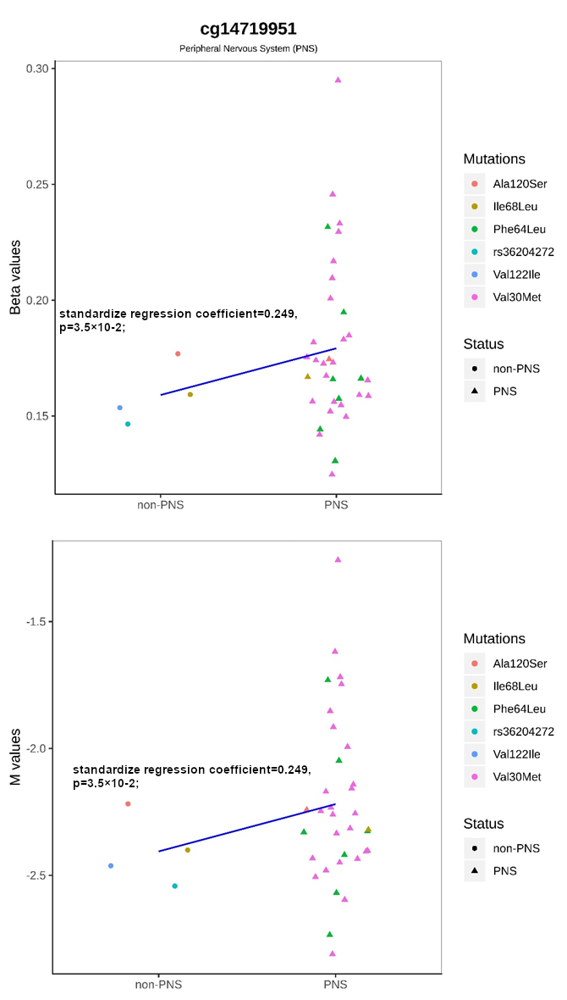 cg14719951
Peripheral Nervous System (PNS)
0.30
0.25
0.20
0.15
Beta values
standardize regression coefficient=0.249,
p=3.5×10-2;
non-PNS
PNS
Mutations
Ala120Ser
Ile68Leu
Phe64Leu
rs36204272
Val122Ile
Val30Met
Status
non-PNS
PNS
-1.5
-2.0
-2.5
M values
standardize regression coefficient=0.249,
p=3.5×10-2;
non-PNS
PNS
Mutations
Ala120Ser
Ile68Leu
Phe64Leu
rs36204272
Val122Ile
Val30Met
Status
non-PNS
PNS